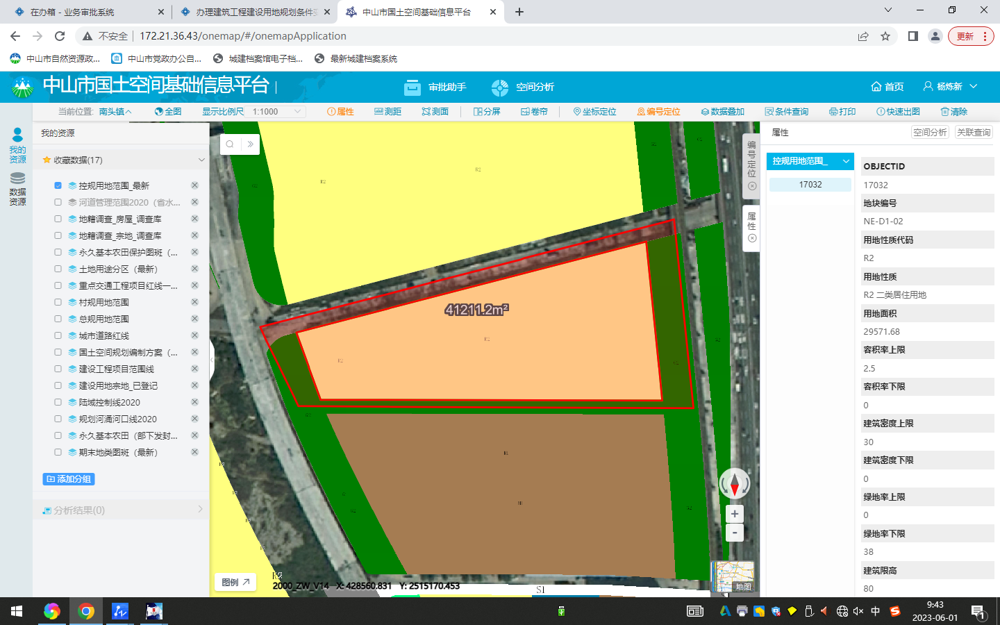 在办箱 - 业务审批系统
办理建筑工程建设用地规划条件变
中山市国土空间基础信息平台
不安全
172.21.36.43/onemap/#/onemapApplication
更新
中山市自然资源政...
中山市党政办公自...
城建档案馆电子档...
最新城建档案系统
中山市国土空间基础信息平台
审批助手
空间分析
首页
杨炼新
当前位置: 南头镇
全图
显示比例尺 1:1000
属性
测距
测面
分屏
卷帘
坐标定位
编号定位
数据叠加
条件查询
打印
快速出图
清除
我的资源
数据资源
我的资源
收藏数据(17)
控规用地范围_最新
河道管理范围2020（省水...
地籍调查_房屋_调查库
地籍调查_宗地_调查库
永久基本农田保护图斑（...
土地用途分区（最新）
重点交通工程项目红线一...
村规用地范围
总规用地范围
城市道路红线
国土空间规划编制方案（...
建设工程项目范围线
建设用地宗地_已登记
陆域控制线2020
规划河涌河口线2020
永久基本农田（部下发封...
期末地类图斑（最新）
添加分组
分析结果(0)
41211.2m²
R2
R2
S1
图例
2000_ZW_V14 X: 428560.831 Y: 2515170.453
+
-
地图
编号定位
属性
属性
空间分析
关联查询
控规用地范围_
17032
OBJECTID
17032
地块编号
NE-D1-02
用地性质代码
R2
用地性质
R2 二类居住用地
用地面积
29571.68
容积率上限
2.5
容积率下限
0
建筑密度上限
30
建筑密度下限
0
绿地率上限
0
绿地率下限
38
建筑限高
80
中
9:43
2023-06-01
1